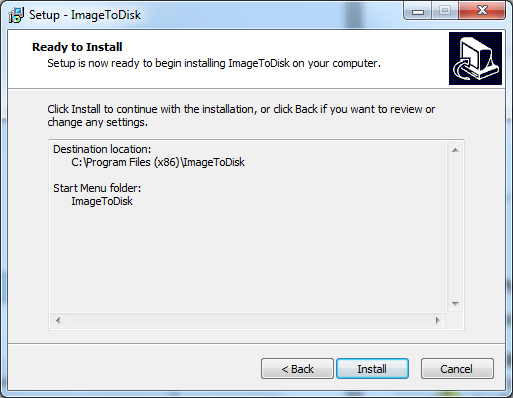 Setup - ImageToDisk
Ready to Install
Setup is now ready to begin installing ImageToDisk on your computer.
Click Install to continue with the installation, or click Back if you want to review or
change any settings.
Destination location:
C:\Program Files (x86)\ImageToDisk
Start Menu folder:
ImageToDisk
< Back
Install
Cancel